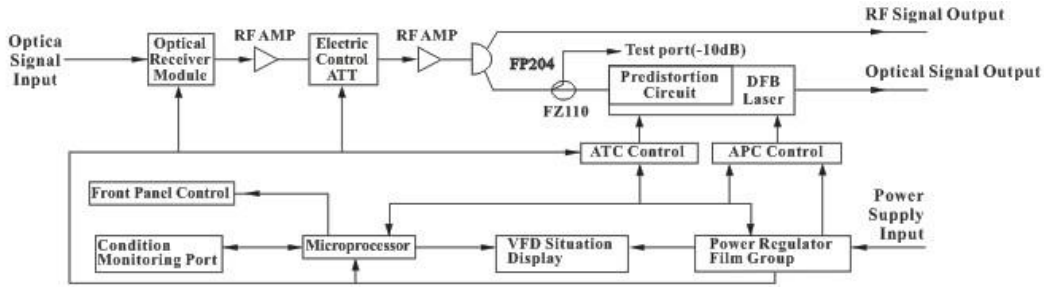 RF Signal Output
Optica
Signal
Input
Optical
Receiver
Module
RF AMP
Electric
Control
ATT
RF AMP
FP204
Test port(-10dB)
FZ110
Predistortion
Circuit
DFB
Laser
Optical Signal Output
ATC Control
APC Control
Front Panel Control
Power
Supply
Input
Condition
Monitoring Port
Microprocessor
VFD Situation
Display
Power Regulator
Film Group